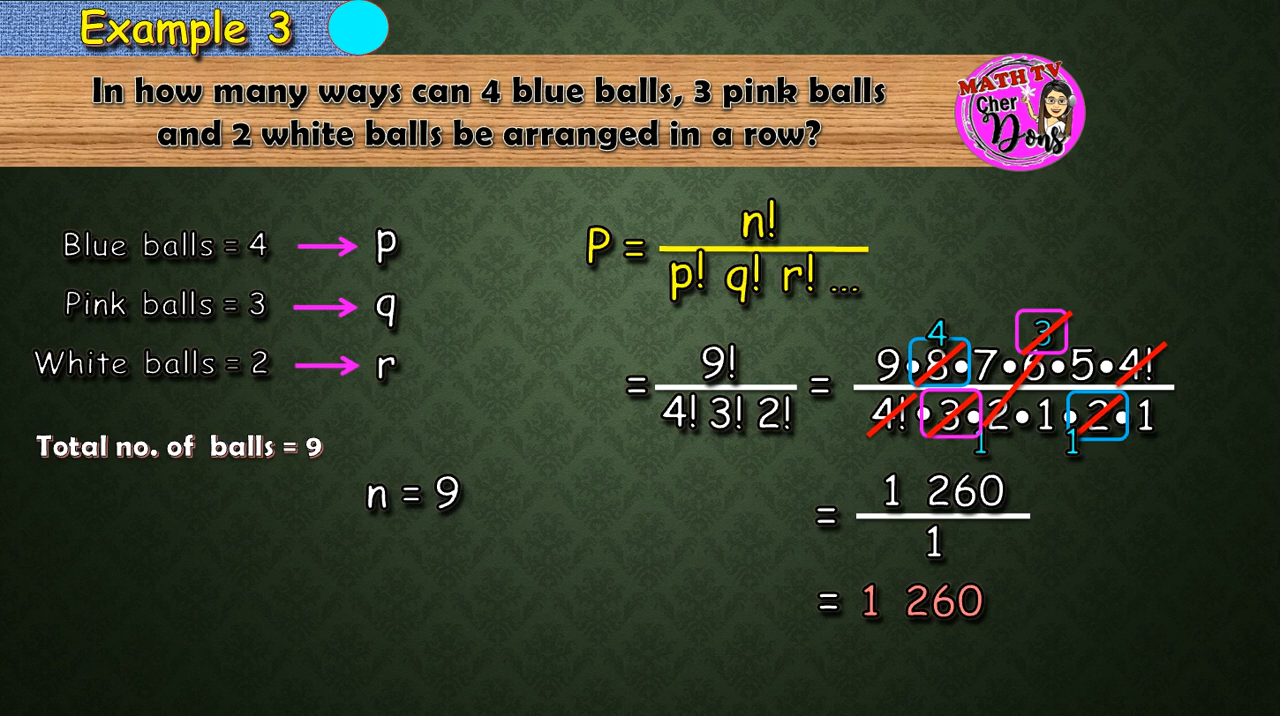 Example 3
In how many ways can 4 blue balls, 3 pink balls
and 2 white balls be arranged in a row?
MATH TV
Cher
Dons
Blue balls = 4 → p
Pink balls = 3 → q
White balls = 2 → r
Total no. of balls = 9
n = 9
P = n! / p! q! r! ...
= 9! / 4! 3! 2! = 9•8•7•6•5•4! / 4!•3•2•1•2•1
4 3
1 1
= 1 260 / 1
= 1 260